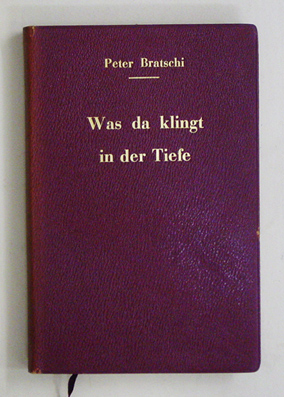 Peter Bratschi
Was da klingt
in der Tiefe